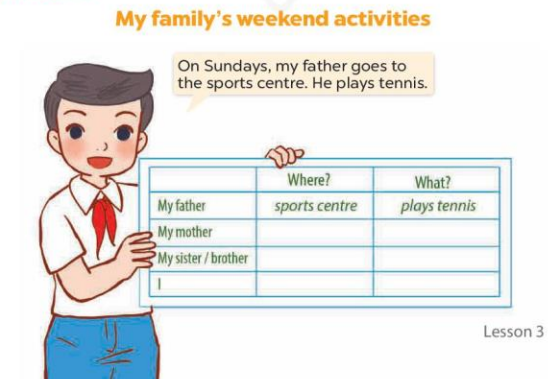 My family's weekend activities
On Sundays, my father goes to
the sports centre. He plays tennis.
Where? What?
My father sports centre plays tennis
My mother
My sister / brother
I
Lesson 3